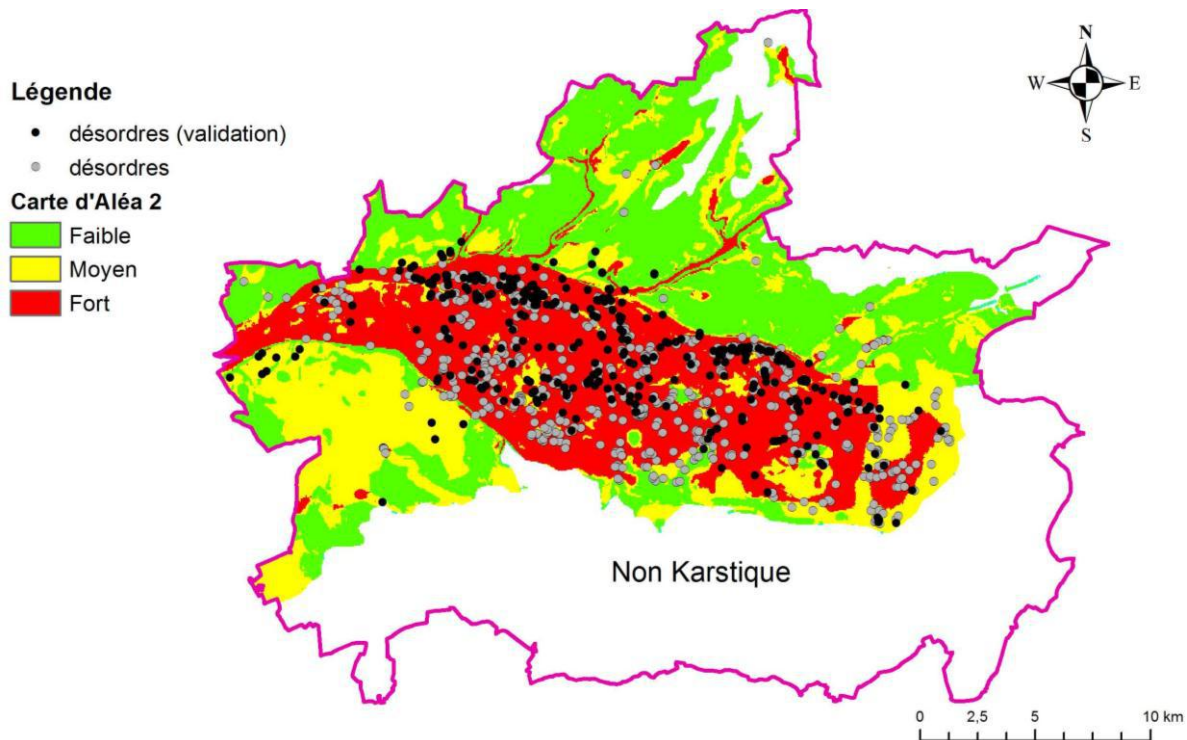 Légende
désordres (validation)
désordres
Carte d'Aléa 2
Faible
Moyen
Fort
N
W E
S
Non Karstique
0 2,5 5 10 km